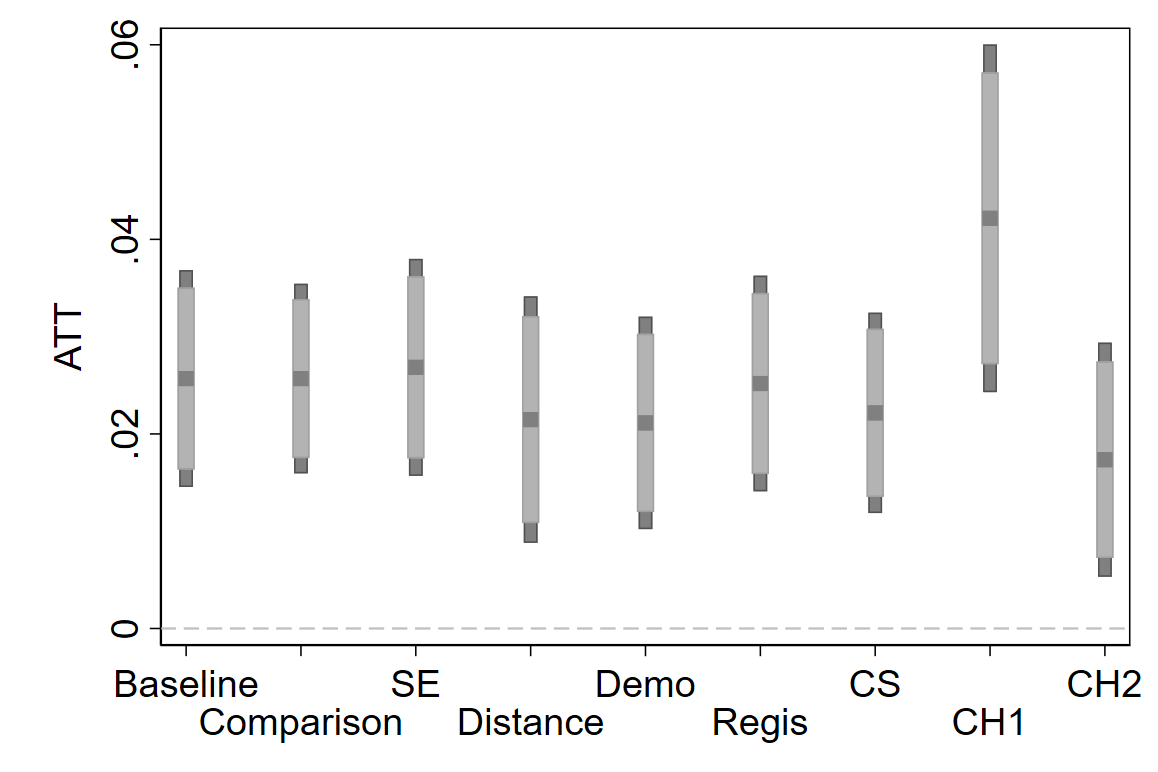 .06
.04
.02
0
ATT
Baseline SE Demo CS CH2
Comparison Distance Regis CH1